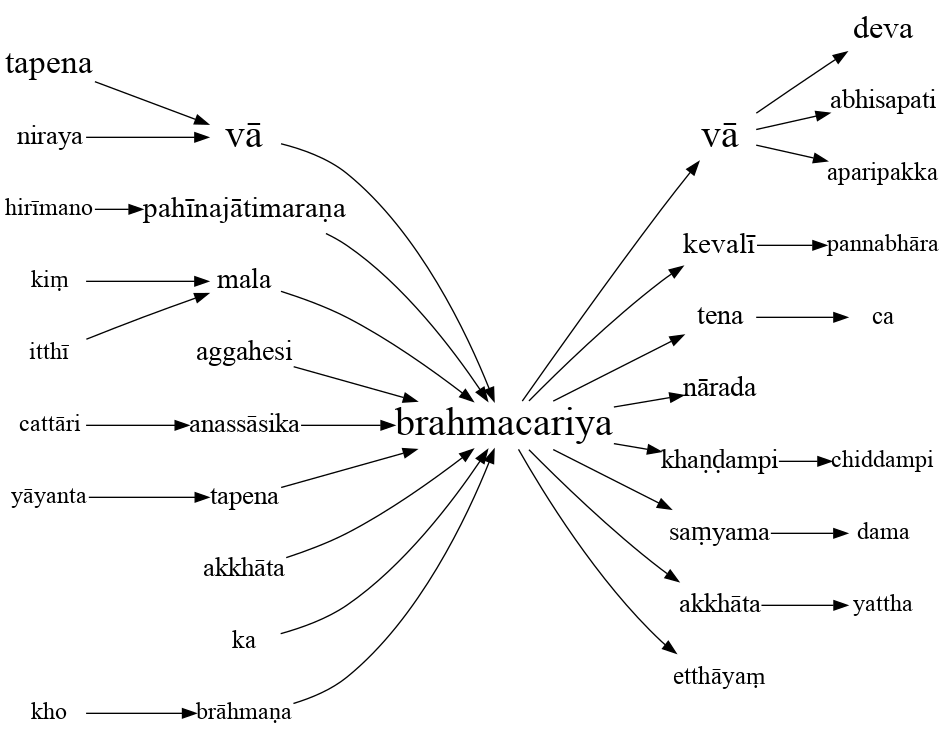 deva
tapena
abhisapati
niraya
vā
vā
aparipakka
hirīmano
pahīnajātimaraṇa
kevalī
pannabhāra
kiṃ
mala
tena
ca
itthī
aggahesi
nārada
cattāri
anassāsika
brahmacariya
khaṇḍampi
chiddampi
yāyanta
tapena
saṃyama
dama
akkhāta
akkhāta
yattha
ka
etthāyaṃ
kho
brāhmaṇa